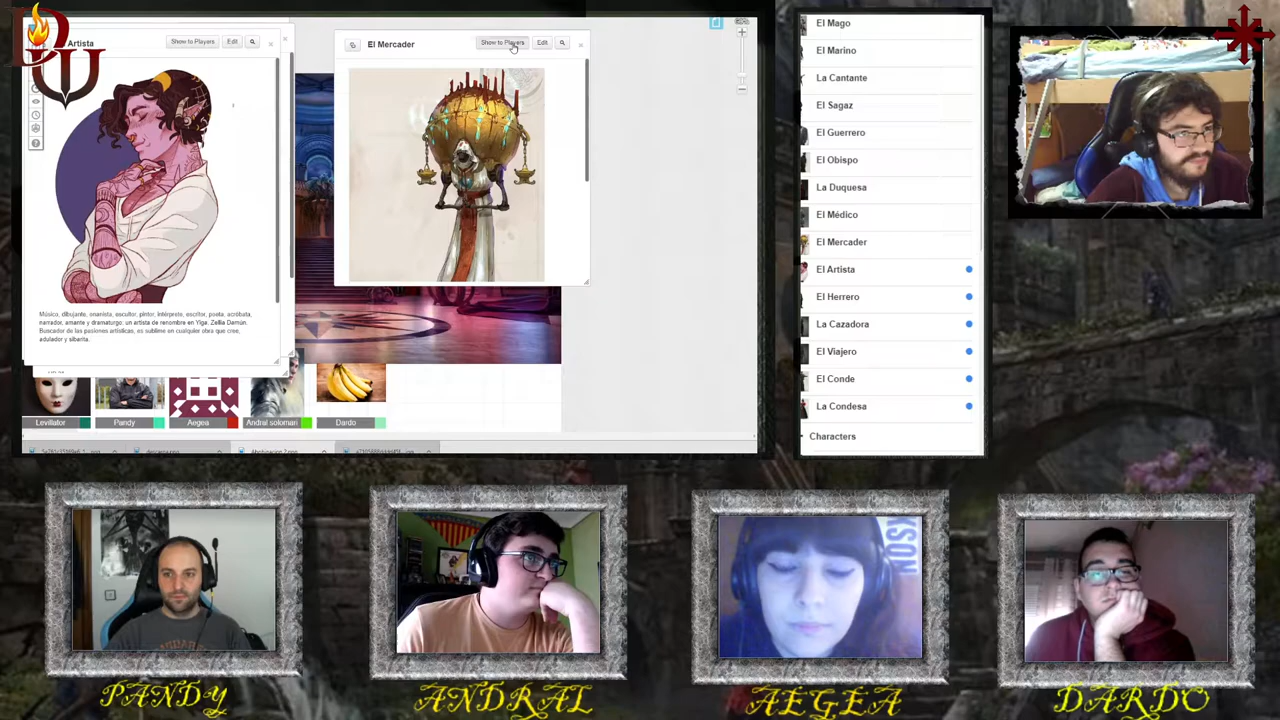 DU
Artista
Show to Players
Edit
El Mercader
Show to Players
Edit
Músico, dibujante, onanista, escultor, pintor, intérprete, escritor, poeta, acróbata,
narrador, amante y dramaturgo: un artista de renombre en Yiga. Zellia Damún.
Buscador de las pasiones artísticas, es sublime en cualquier obra que cree,
adulador y sibarita.
Levillator
Pandy
Aegea
Andral solomari
Dardo
El Mago
El Marino
La Cantante
El Sagaz
El Guerrero
El Obispo
La Duquesa
El Médico
El Mercader
El Artista
El Herrero
La Cazadora
El Viajero
El Conde
La Condesa
Characters
PANDY
ANDRAL
AEGEA
DARDO